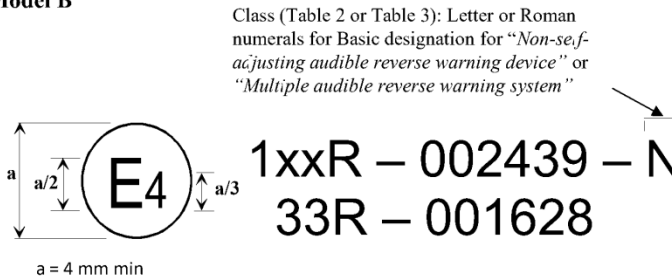 Model B
Class (Table 2 or Table 3): Letter or Roman
numerals for Basic designation for “Non-self-
adjusting audible reverse warning device” or
“Multiple audible reverse warning system”
a
a/2
E4
a/3
1xxR – 002439 – N
33R – 001628
a = 4 mm min